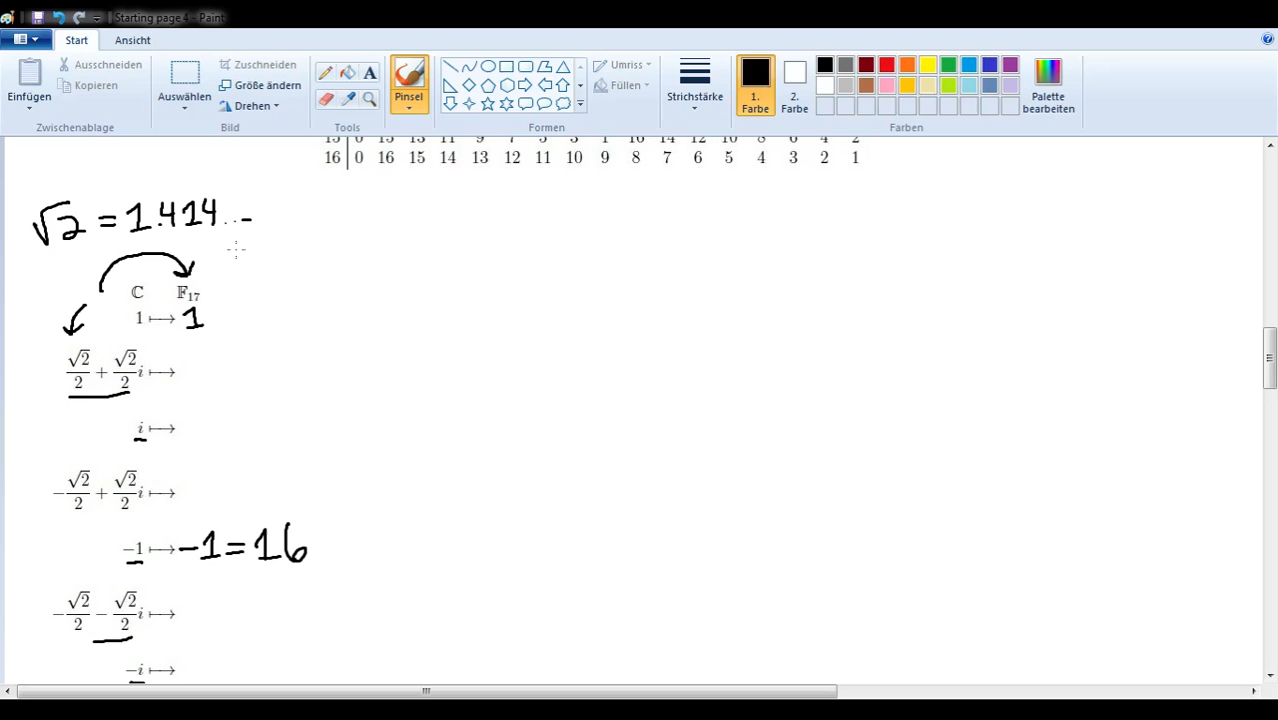 Starting page 4 - Paint
Start Ansicht
Einfügen
Ausschneiden
Kopieren
Zwischenablage
Auswählen
Zuschneiden
Größe ändern
Drehen
Bild
A
Tools
Pinsel
Umriss
Füllen
Formen
Strichstärke
1. Farbe
2. Farbe
Palette bearbeiten
Farben
16 | 0 16 15 14 13 12 11 10 9 8 7 6 5 4 3 2 1
√2 = 1.414...
ℂ 𝔽₁₇
1 ⟼ 1
√2/2 + √2/2 i ⟼
i ⟼
-√2/2 + √2/2 i ⟼
-1 ⟼ -1 = 16
-√2/2 - √2/2 i ⟼
-i ⟼